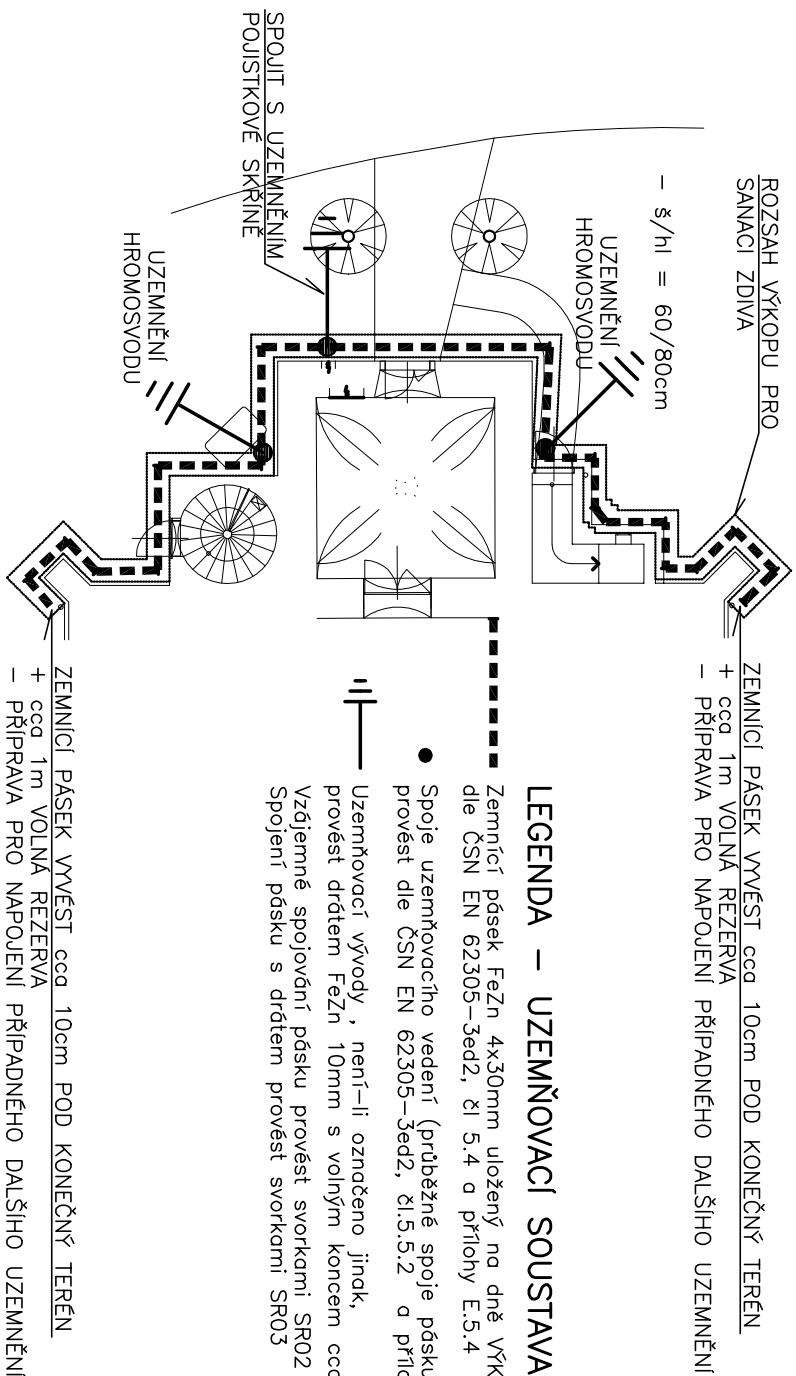 ROZSAH VÝKOPU PRO
SANACI ZDIVA
– š/hl = 60/80cm
UZEMNĚNÍ
HROMOSVODU
SPOJIT S UZEMNĚNÍM
POJISTKOVÉ SKŘÍNĚ
UZEMNĚNÍ
HROMOSVODU
ZEMNÍCÍ PÁSEK VYVÉST cca 10cm POD KONEČNÝ TERÉN
+ cca 1m VOLNÁ REZERVA
– PŘÍPRAVA PRO NAPOJENÍ PŘÍPADNÉHO DALŠÍHO UZEMNĚNÍ
LEGENDA – UZEMŇOVACÍ SOUSTAVA
Zemnící pásek FeZn 4x30mm uložený na dně
dle ČSN EN 62305–3ed2, čl 5.4 a přílohy E.5.4
Spoje uzemňovacího vedení (průběžné spoje pásku
provést dle ČSN EN 62305–3ed2, čl.5.5.2 a
Uzemňovací vývody , není–li označeno jinak,
provést drátem FeZn 10mm s volným koncem
Vzájemné spojování pásku provést svorkami SR02
Spojení pásku s drátem provést svorkami SR03
ZEMNÍCÍ PÁSEK VYVÉST cca 10cm POD KONEČNÝ TERÉN
+ cca 1m VOLNÁ REZERVA
– PŘÍPRAVA PRO NAPOJENÍ PŘÍPADNÉHO DALŠÍHO UZEMNĚNÍ